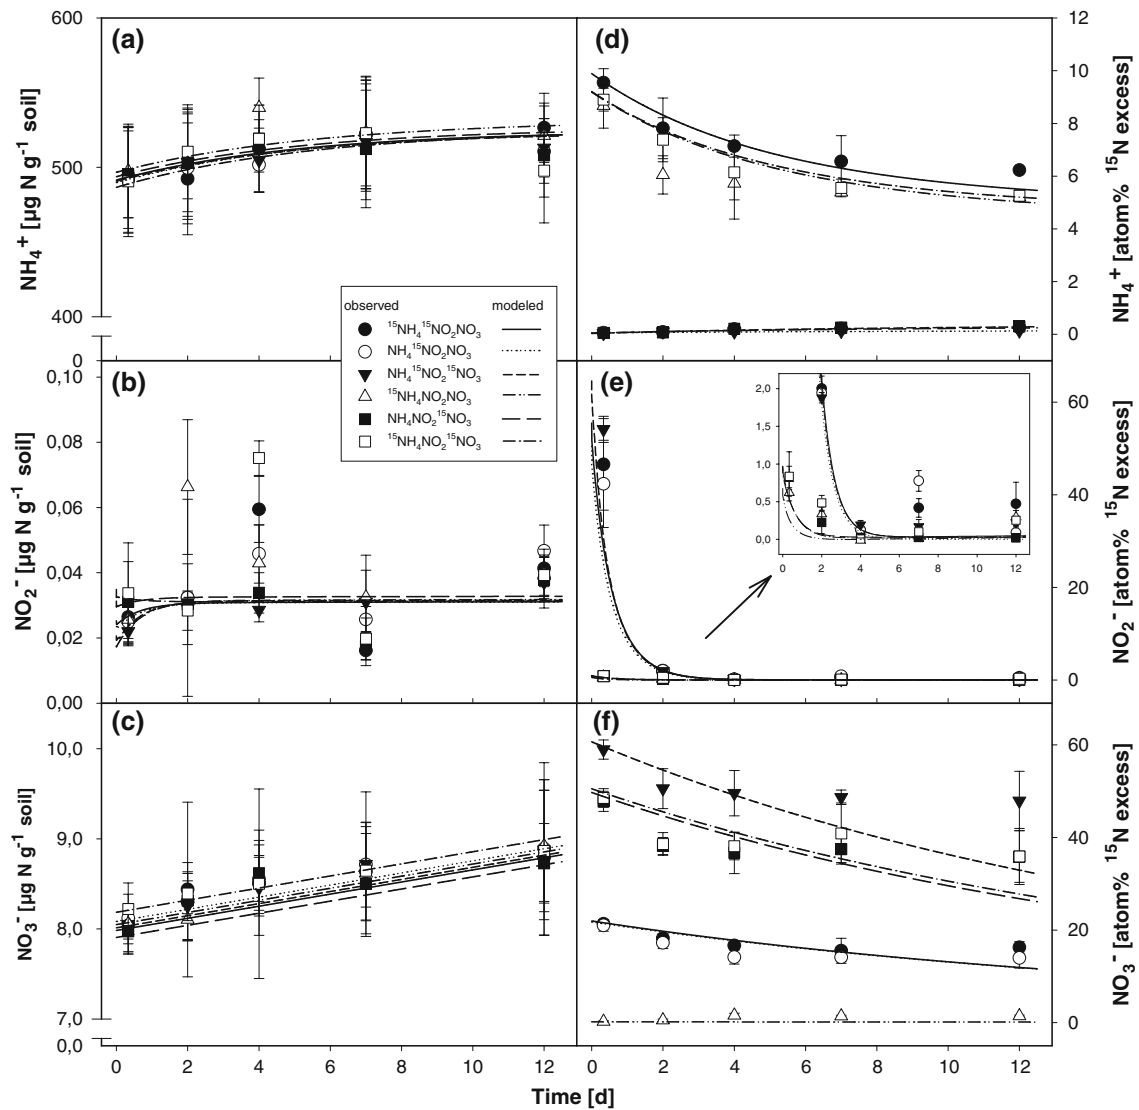 (a)
600
500
400
0
NH₄⁺ [µg N g⁻¹ soil]
(d)
12
10
8
6
4
2
0
NH₄⁺ [atom% ¹⁵N excess]
observed modeled
¹⁵NH₄¹⁵NO₂NO₃
NH₄¹⁵NO₂NO₃
NH₄¹⁵NO₂¹⁵NO₃
¹⁵NH₄NO₂NO₃
NH₄NO₂¹⁵NO₃
¹⁵NH₄NO₂¹⁵NO₃
(b)
0,10
0,08
0,06
0,04
0,02
0,00
NO₂⁻ [µg N g⁻¹ soil]
(e)
2,0
1,5
1,0
0,5
0,0
0 2 4 6 8 10 12
60
40
20
0
NO₂⁻ [atom% ¹⁵N excess]
(c)
10,0
9,0
8,0
7,0
0,0
NO₃⁻ [µg N g⁻¹ soil]
(f)
60
40
20
0
NO₃⁻ [atom% ¹⁵N excess]
0 2 4 6 8 10 12
0 2 4 6 8 10 12
Time [d]